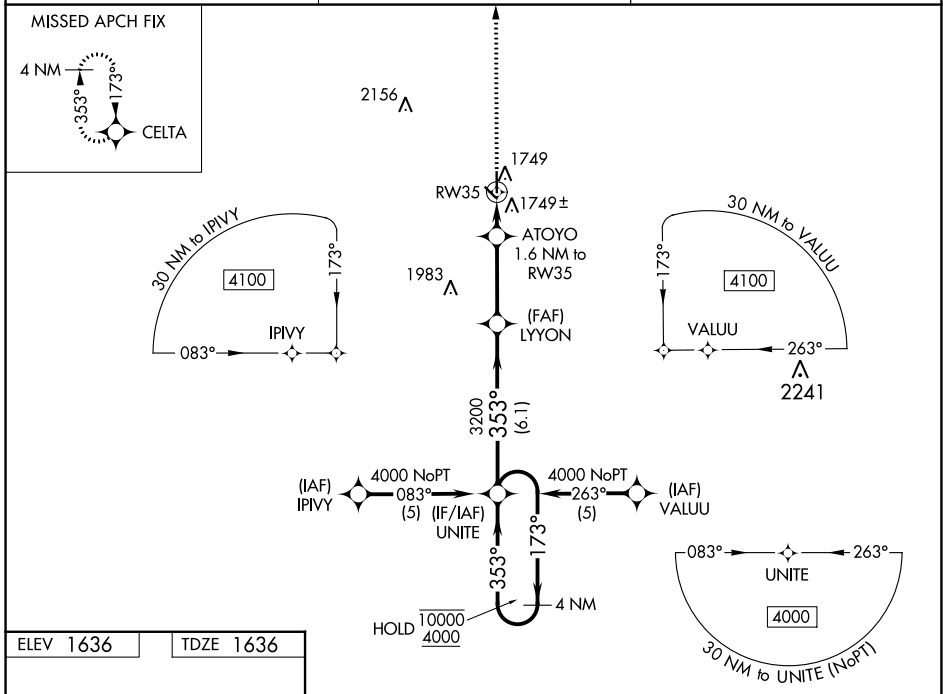 MISSED APCH FIX
4 NM
353°
173°
CELTA
2156
1749
RW35
1749±
ATOYO
1.6 NM to
RW35
1983
(FAF)
LYYON
30 NM to IPIVY
4100
173°
IPIVY
083°
30 NM to VALUU
4100
173°
VALUU
263°
2241
3200
353°
(6.1)
(IAF)
IPIVY
4000 NoPT
083°
(5)
(IF/IAF)
UNITE
4000 NoPT
263°
(5)
(IAF)
VALUU
353°
173°
4 NM
HOLD
10000
4000
083°
263°
UNITE
4000
30 NM to UNITE (NoPT)
ELEV 1636
TDZE 1636